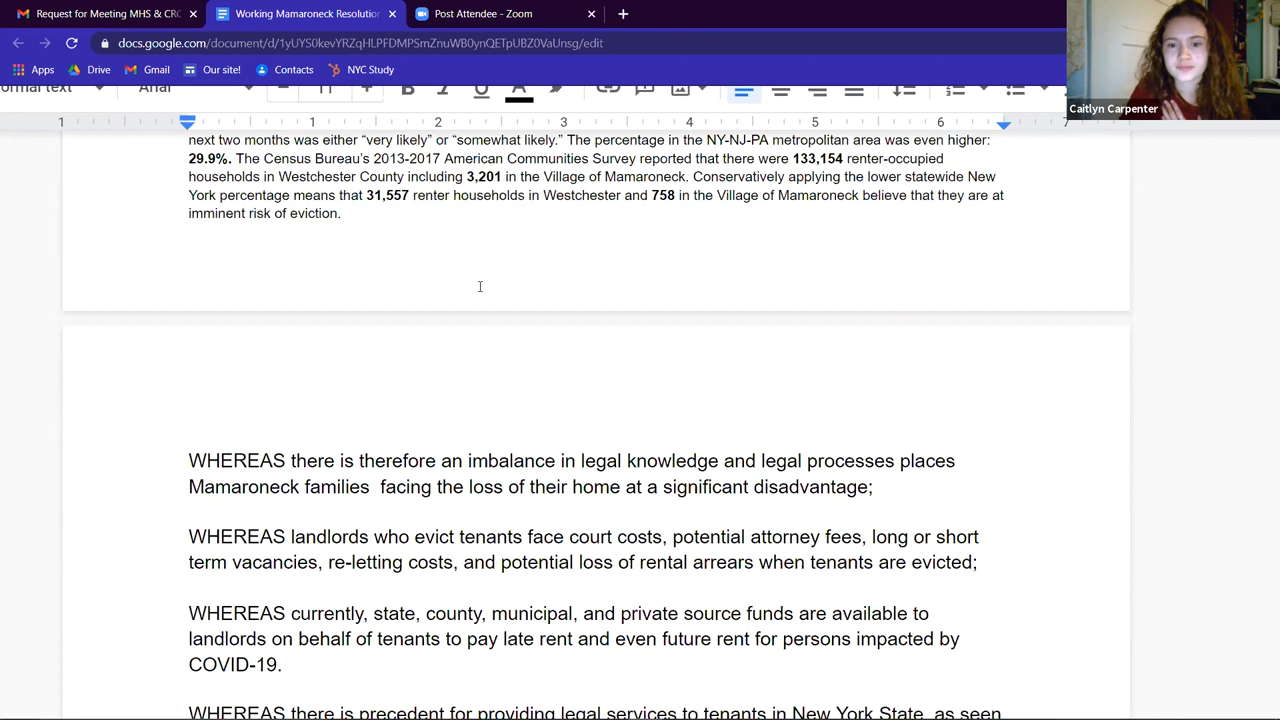 Request for Meeting MHS & CRC
Working Mamaroneck Resolution
Post Attendee - Zoom
docs.google.com/document/d/1yUYS0kevYRZqHLPFDMPSmZnuWB0ynQETpUBZ0VaUnsg/edit
Apps Drive Gmail Our site! Contacts NYC Study
Caitlyn Carpenter
ormal text Arial 11 B I U A
1 1 2 3 4 5 6 7
next two months was either “very likely” or “somewhat likely.” The percentage in the NY-NJ-PA metropolitan area was even higher:
29.9%. The Census Bureau’s 2013-2017 American Communities Survey reported that there were 133,154 renter-occupied
households in Westchester County including 3,201 in the Village of Mamaroneck. Conservatively applying the lower statewide New
York percentage means that 31,557 renter households in Westchester and 758 in the Village of Mamaroneck believe that they are at
imminent risk of eviction.
WHEREAS there is therefore an imbalance in legal knowledge and legal processes places
Mamaroneck families  facing the loss of their home at a significant disadvantage;
WHEREAS landlords who evict tenants face court costs, potential attorney fees, long or short
term vacancies, re-letting costs, and potential loss of rental arrears when tenants are evicted;
WHEREAS currently, state, county, municipal, and private source funds are available to
landlords on behalf of tenants to pay late rent and even future rent for persons impacted by
COVID-19.
WHEREAS there is precedent for providing legal services to tenants in New York State, as seen